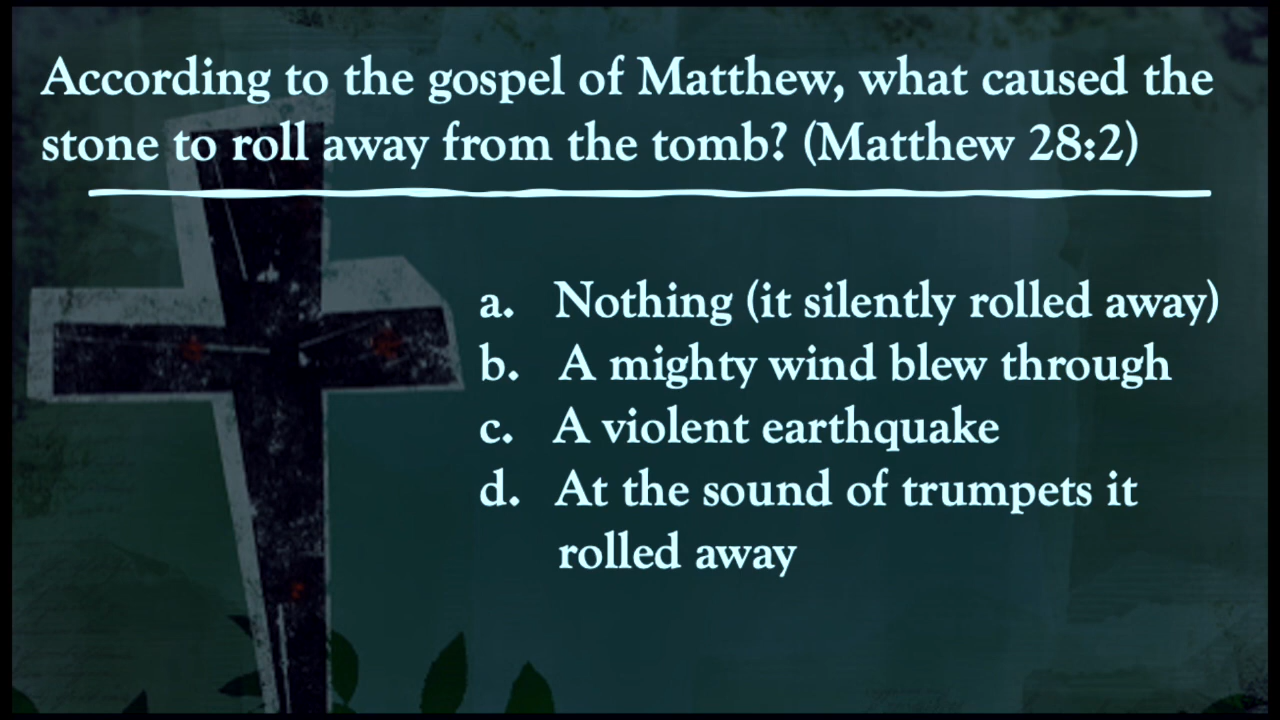 According to the gospel of Matthew, what caused the
stone to roll away from the tomb? (Matthew 28:2)
a. Nothing (it silently rolled away)
b. A mighty wind blew through
c. A violent earthquake
d. At the sound of trumpets it
rolled away